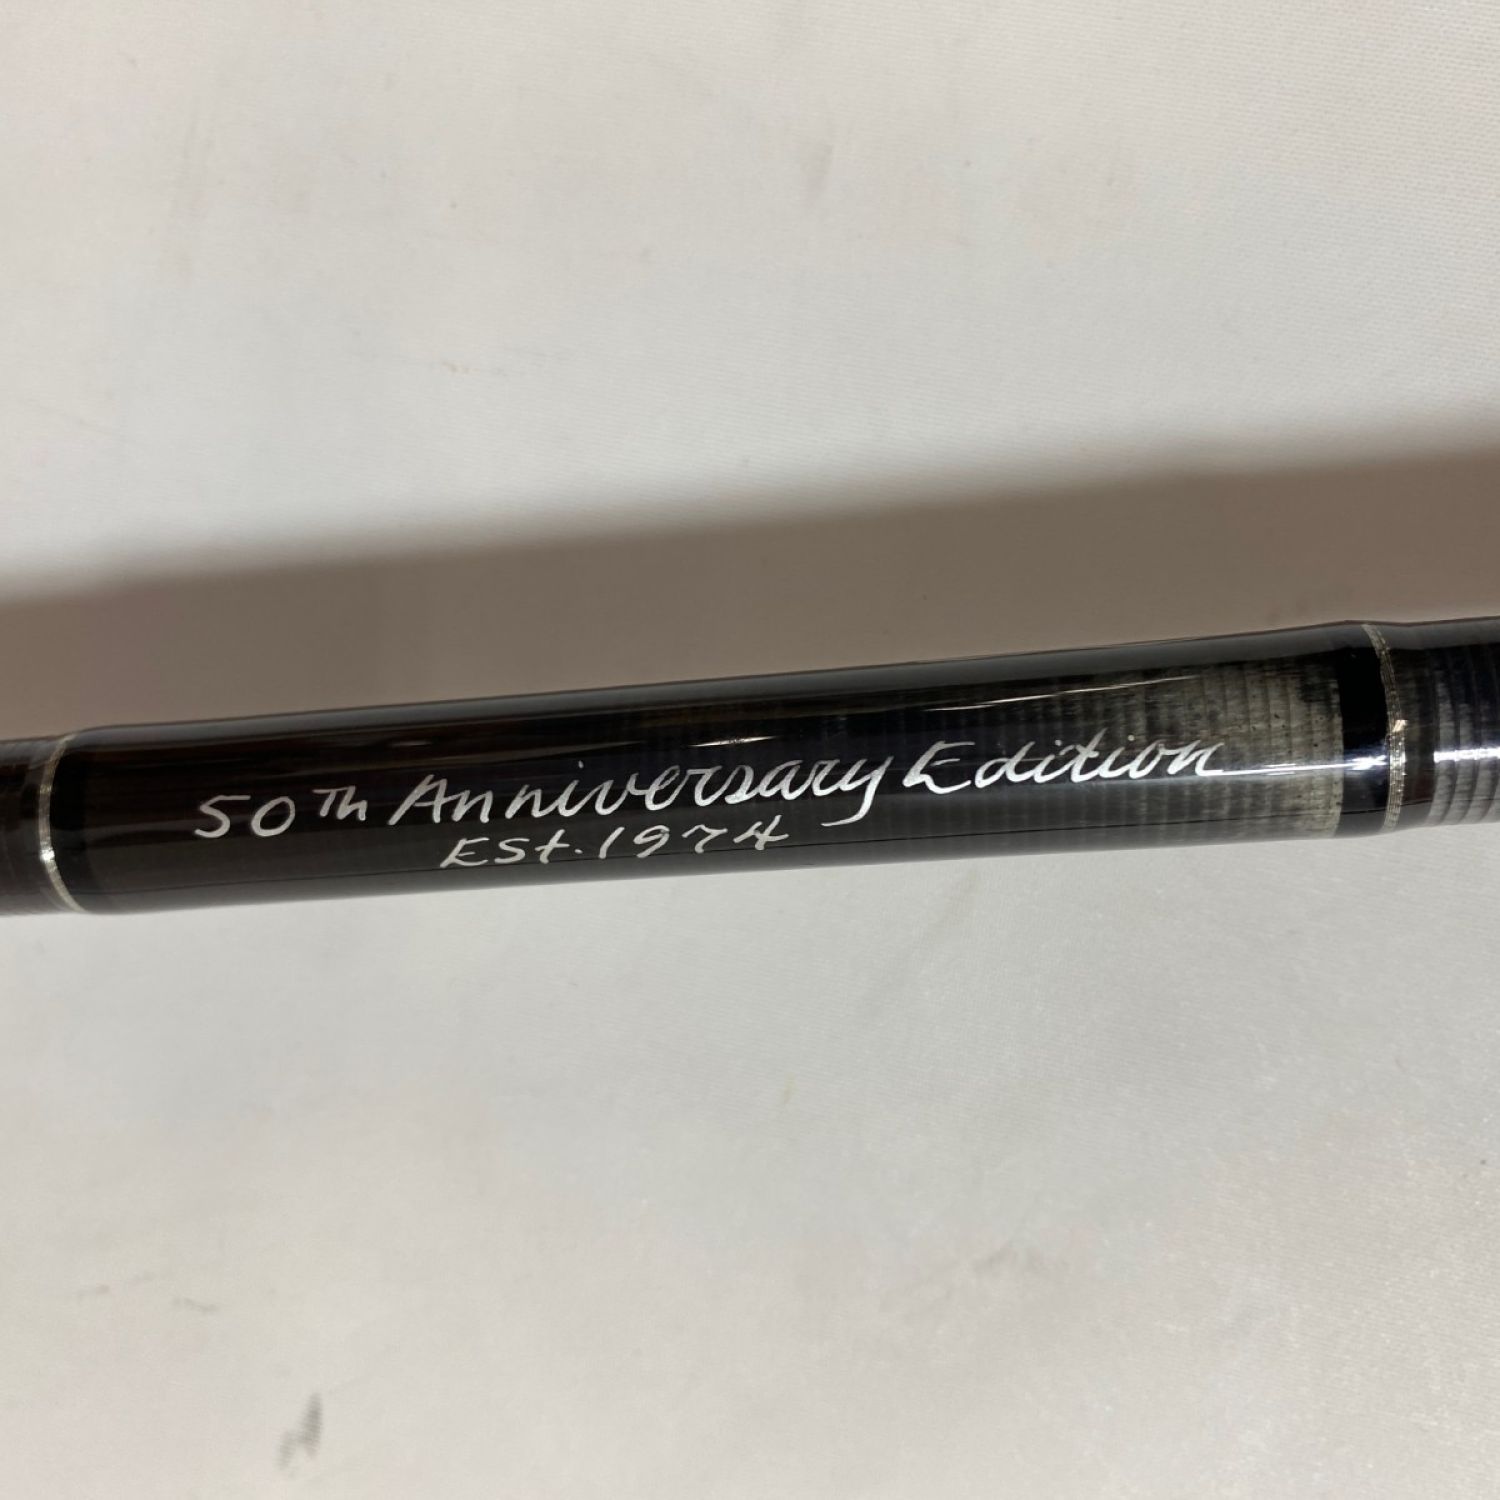 50Th Anniversary Edition
ESt. 1974